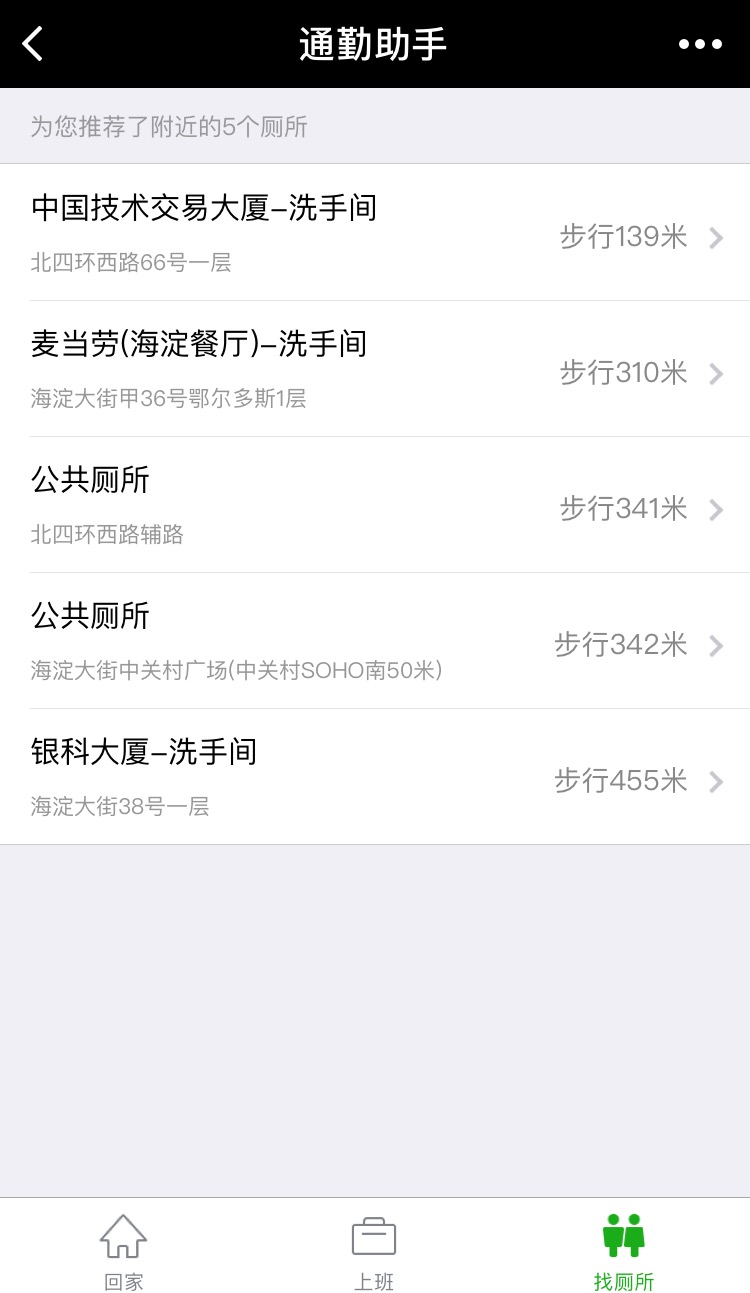 通勤助手
为您推荐了附近的5个厕所
中国技术交易大厦-洗手间
步行139米
北四环西路66号一层
麦当劳(海淀餐厅)-洗手间
步行310米
海淀大街甲36号鄂尔多斯1层
公共厕所
步行341米
北四环西路辅路
公共厕所
步行342米
海淀大街中关村广场(中关村SOHO南50米)
银科大厦-洗手间
步行455米
海淀大街38号一层
回家
上班
找厕所